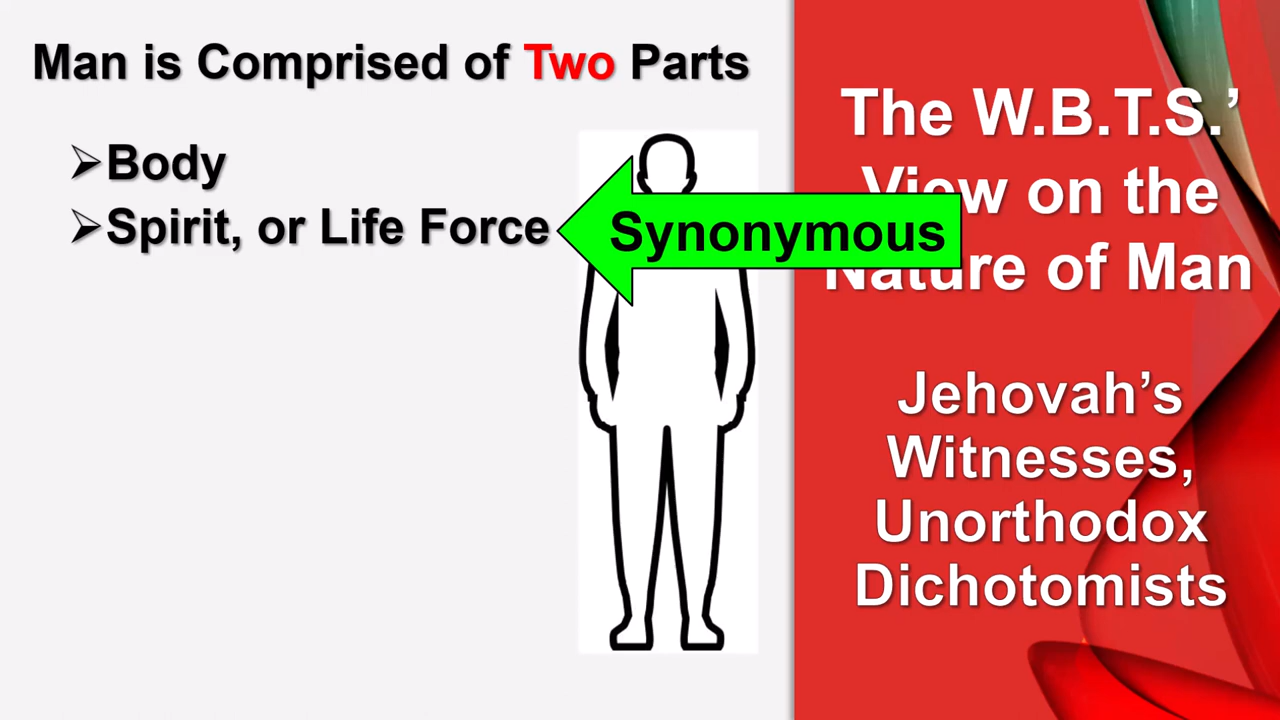 Man is Comprised of Two Parts
➢Body
➢Spirit, or Life Force
Synonymous
The W.B.T.S.’
View on the
Nature of Man
Jehovah’s
Witnesses,
Unorthodox
Dichotomists